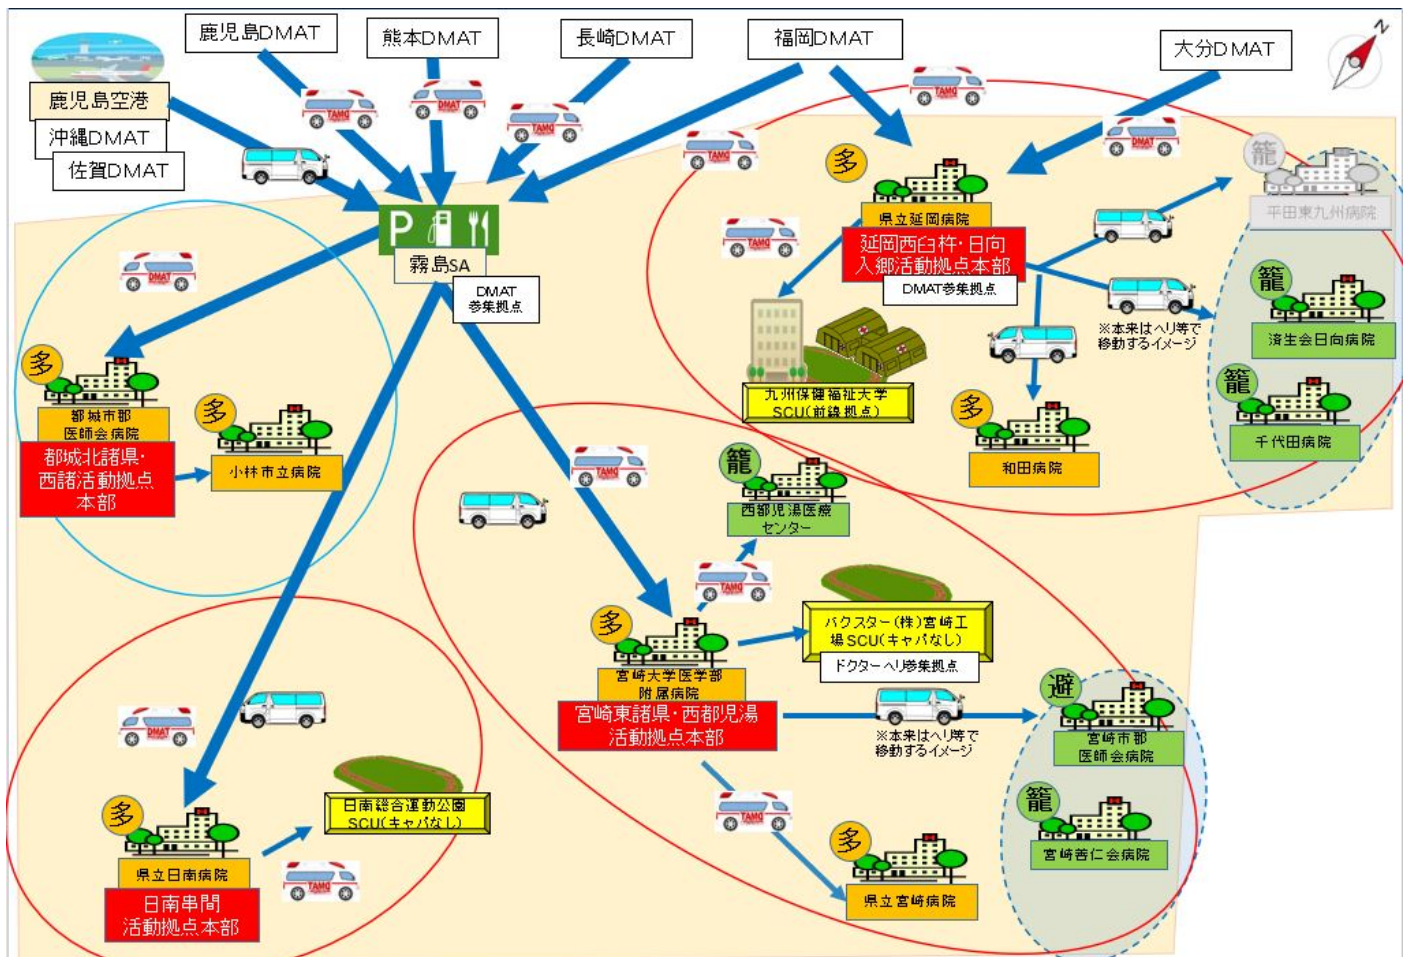 鹿児島DMAT
熊本DMAT
長崎DMAT
福岡DMAT
大分DMAT
N
鹿児島空港
沖縄DMAT
佐賀DMAT
P
霧島SA
DMAT
参集拠点
多
県立延岡病院
延岡西臼杵・日向
入郷活動拠点本部
DMAT参集拠点
籠
平田東九州病院
籠
済生会日向病院
籠
千代田病院
※本来はヘリ等で
移動するイメージ
九州保健福祉大学
SCU(前線拠点)
多
和田病院
多
都城市郡
医師会病院
都城北諸県・
西諸活動拠点
本部
多
小林市立病院
籠
西都児湯医療
センター
多
宮崎大学医学部
附属病院
宮崎東諸県・西都児湯
活動拠点本部
バクスター(株)宮崎工
場SCU(キャパなし)
ドクターヘリ参集拠点
※本来はヘリ等で
移動するイメージ
避
宮崎市郡
医師会病院
籠
宮崎善仁会病院
多
県立宮崎病院
多
県立日南病院
日南串間
活動拠点本部
日南総合運動公園
SCU(キャパなし)
DMAT
DMAT
DMAT